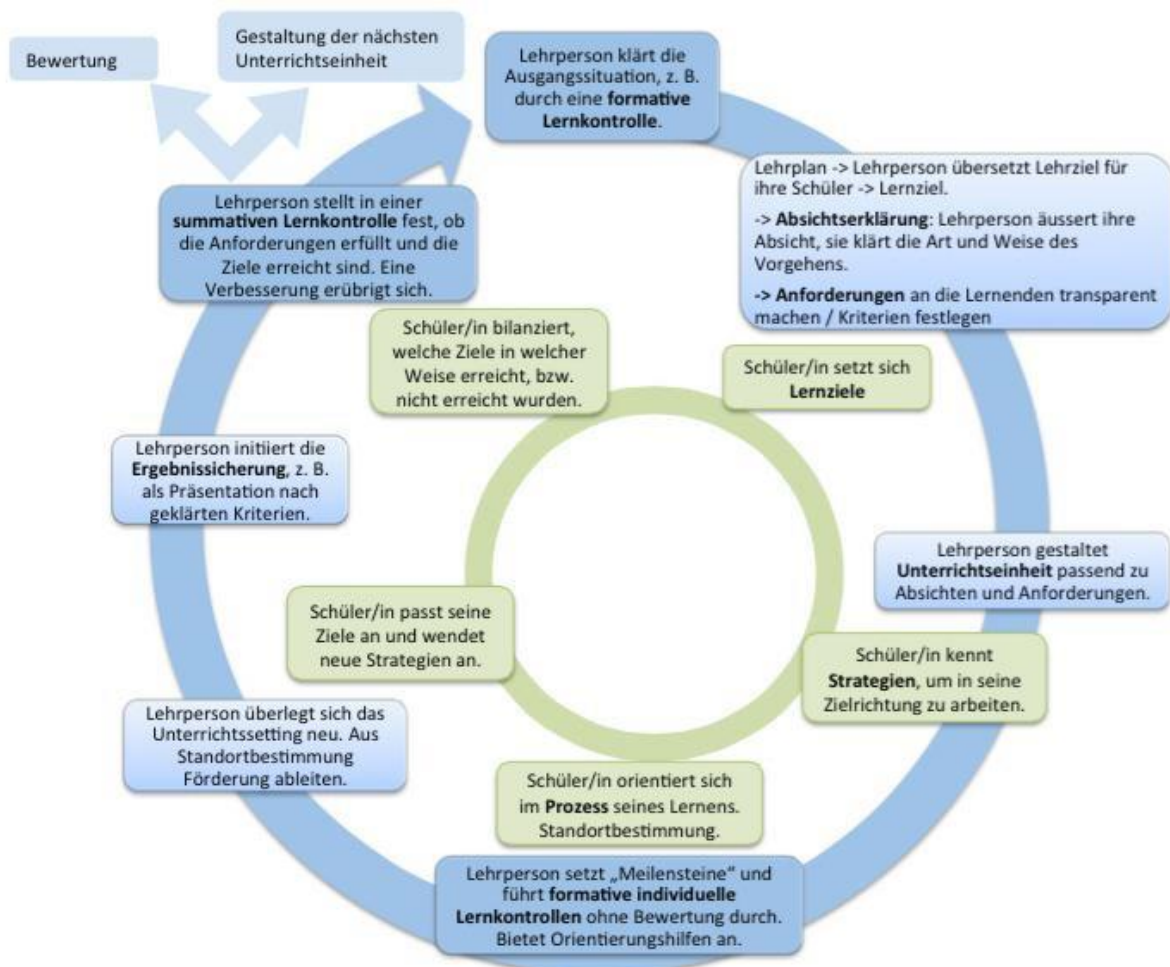 Bewertung
Gestaltung der nächsten
Unterrichtseinheit
Lehrperson klärt die
Ausgangssituation, z. B.
durch eine formative
Lernkontrolle.
Lehrplan -> Lehrperson übersetzt Lehrziel für
ihre Schüler -> Lernziel.
-> Absichtserklärung: Lehrperson äussert ihre
Absicht, sie klärt die Art und Weise des
Vorgehens.
-> Anforderungen an die Lernenden transparent
machen / Kriterien festlegen
Lehrperson stellt in einer
summativen Lernkontrolle fest, ob
die Anforderungen erfüllt und die
Ziele erreicht sind. Eine
Verbesserung erübrigt sich.
Schüler/in bilanziert,
welche Ziele in welcher
Weise erreicht, bzw.
nicht erreicht wurden.
Schüler/in setzt sich
Lernziele
Lehrperson initiiert die
Ergebnissicherung, z. B.
als Präsentation nach
geklärten Kriterien.
Lehrperson gestaltet
Unterrichtseinheit passend zu
Absichten und Anforderungen.
Schüler/in passt seine
Ziele an und wendet
neue Strategien an.
Schüler/in kennt
Strategien, um in seine
Zielrichtung zu arbeiten.
Lehrperson überlegt sich das
Unterrichtssetting neu. Aus
Standortbestimmung
Förderung ableiten.
Schüler/in orientiert sich
im Prozess seines Lernens.
Standortbestimmung.
Lehrperson setzt „Meilensteine“ und
führt formative individuelle
Lernkontrollen ohne Bewertung durch.
Bietet Orientierungshilfen an.